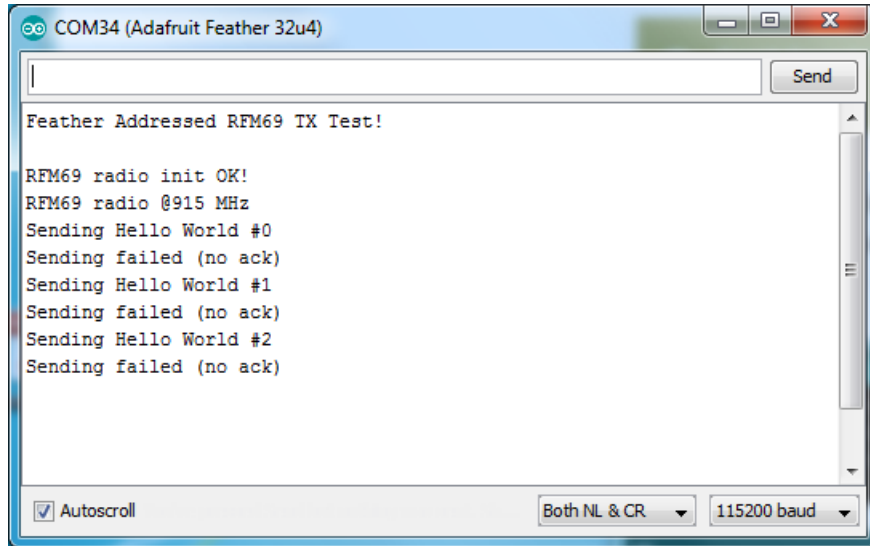 COM34 (Adafruit Feather 32u4)
Send
Feather Addressed RFM69 TX Test!
RFM69 radio init OK!
RFM69 radio @915 MHz
Sending Hello World #0
Sending failed (no ack)
Sending Hello World #1
Sending failed (no ack)
Sending Hello World #2
Sending failed (no ack)
Autoscroll
Both NL & CR
115200 baud